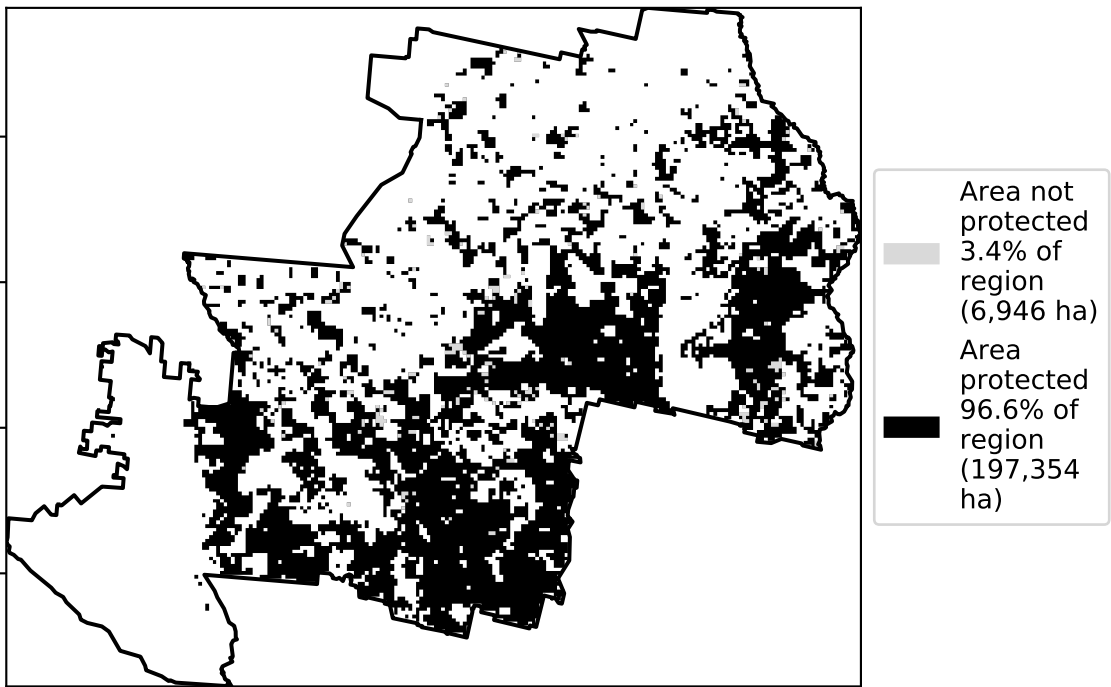 Area not
protected
3.4% of
region
(6,946 ha)
Area
protected
96.6% of
region
(197,354
ha)